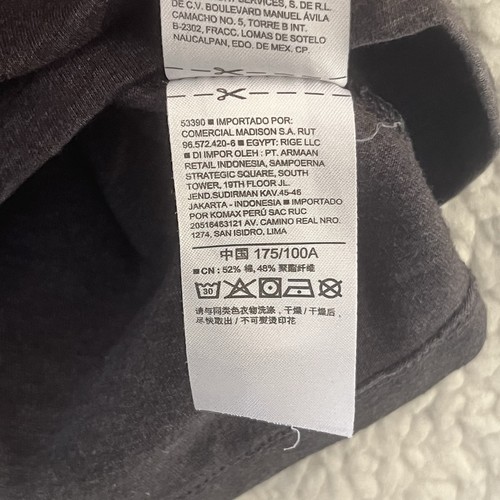 SERVICES, S. DE R.L.
DE C.V. BOULEVARD MANUEL ÁVILA
CAMACHO NO. 5, TORRE B INT.
B-2302, FRACC. LOMAS DE SOTELO
NAUCALPAN, EDO. DE MEX. CP.
53390 ■ IMPORTADO POR:
COMERCIAL MADISON S.A. RUT
96.572.420-6 ■ EGYPT: RIGE LLC
■ DI IMPOR OLEH : PT. ARMAAN
RETAIL INDONESIA, SAMPOERNA
STRATEGIC SQUARE, SOUTH
TOWER, 19TH FLOOR JL.
JEND.SUDIRMAN KAV.45-46
JAKARTA - INDONESIA ■ IMPORTADO
POR KOMAX PERÚ SAC RUC
20516463121 AV. CAMINO REAL NRO.
1274, SAN ISIDRO, LIMA
中国 175/100A
■ CN : 52% 棉, 48% 聚酯纤维
30
请与同类色衣物洗涤，干燥 / 干燥后，
尽快取出 / 不可熨烫印花